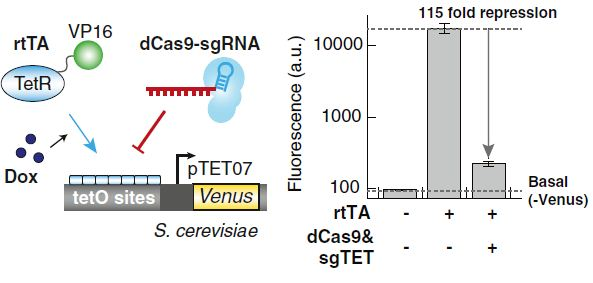 VP16
rtTA
TetR
dCas9-sgRNA
Dox
pTET07
tetO sites
Venus
S. cerevisiae
115 fold repression
Fluorescence (a.u.)
10000
1000
100
Basal
(-Venus)
rtTA - + +
dCas9&
sgTET - - +